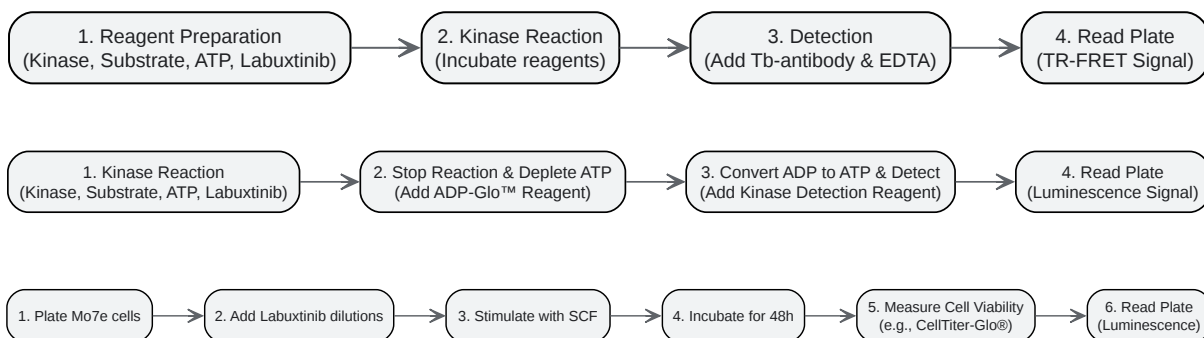 1. Reagent Preparation
(Kinase, Substrate, ATP, Labuxtinib)
2. Kinase Reaction
(Incubate reagents)
3. Detection
(Add Tb-antibody & EDTA)
4. Read Plate
(TR-FRET Signal)
1. Kinase Reaction
(Kinase, Substrate, ATP, Labuxtinib)
2. Stop Reaction & Deplete ATP
(Add ADP-Glo™ Reagent)
3. Convert ADP to ATP & Detect
(Add Kinase Detection Reagent)
4. Read Plate
(Luminescence Signal)
1. Plate Mo7e cells
2. Add Labuxtinib dilutions
3. Stimulate with SCF
4. Incubate for 48h
5. Measure Cell Viability
(e.g., CellTiter-Glo®)
6. Read Plate
(Luminescence)